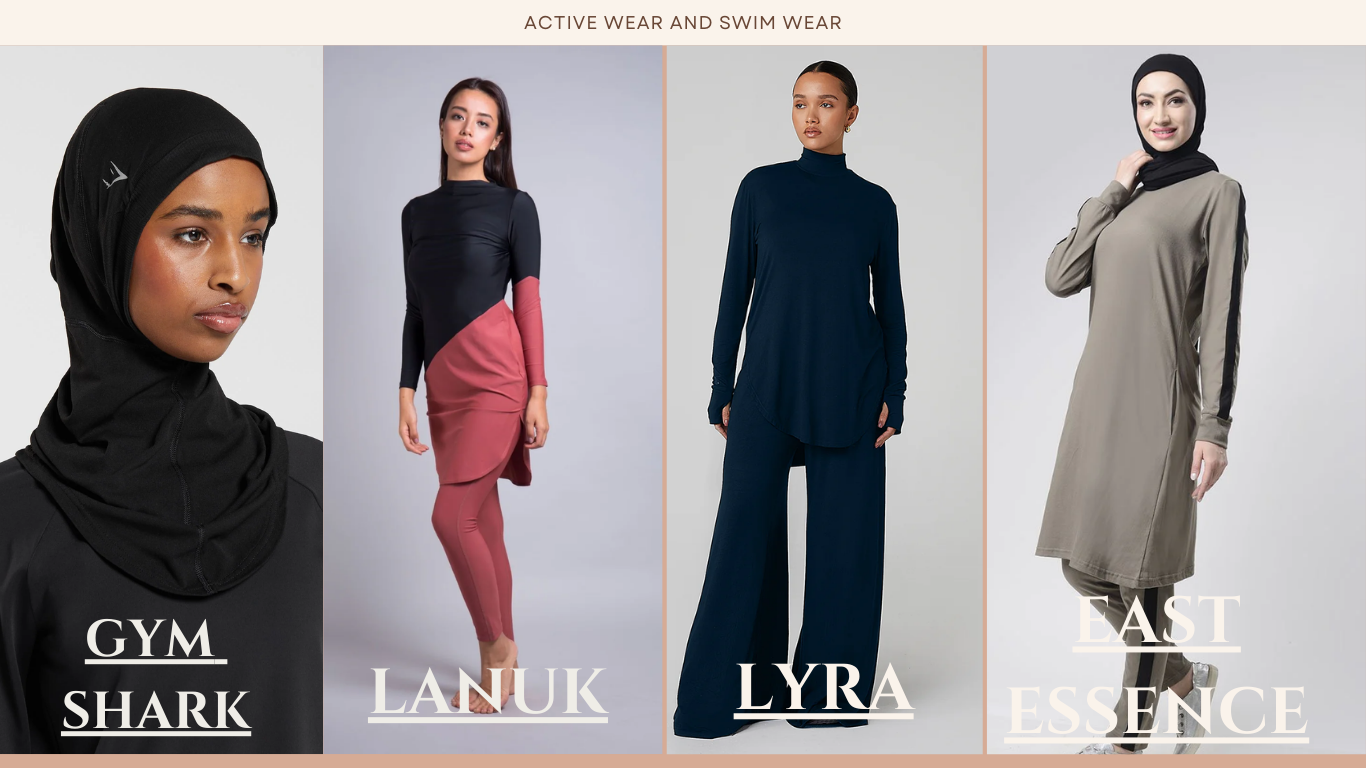 ACTIVE WEAR AND SWIM WEAR
GYM
SHARK
LANUK
LYRA
EAST
ESSENCE